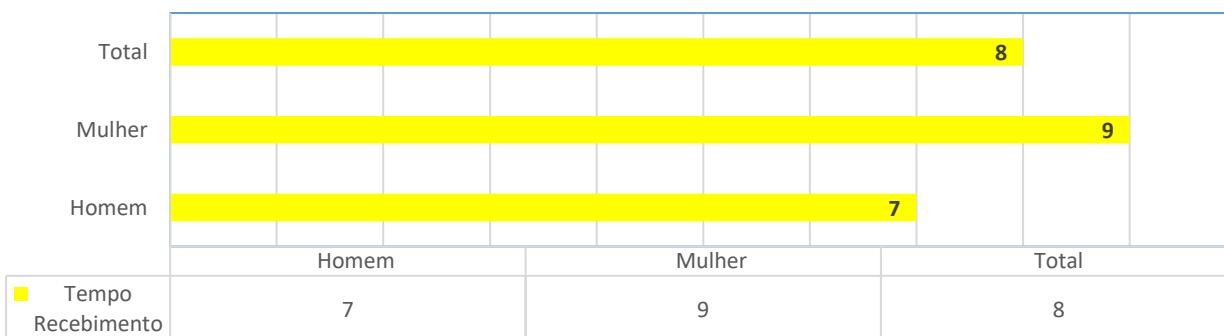 Total 8
Mulher 9
Homem 7
Homem Mulher Total
Tempo
Recebimento 7 9 8